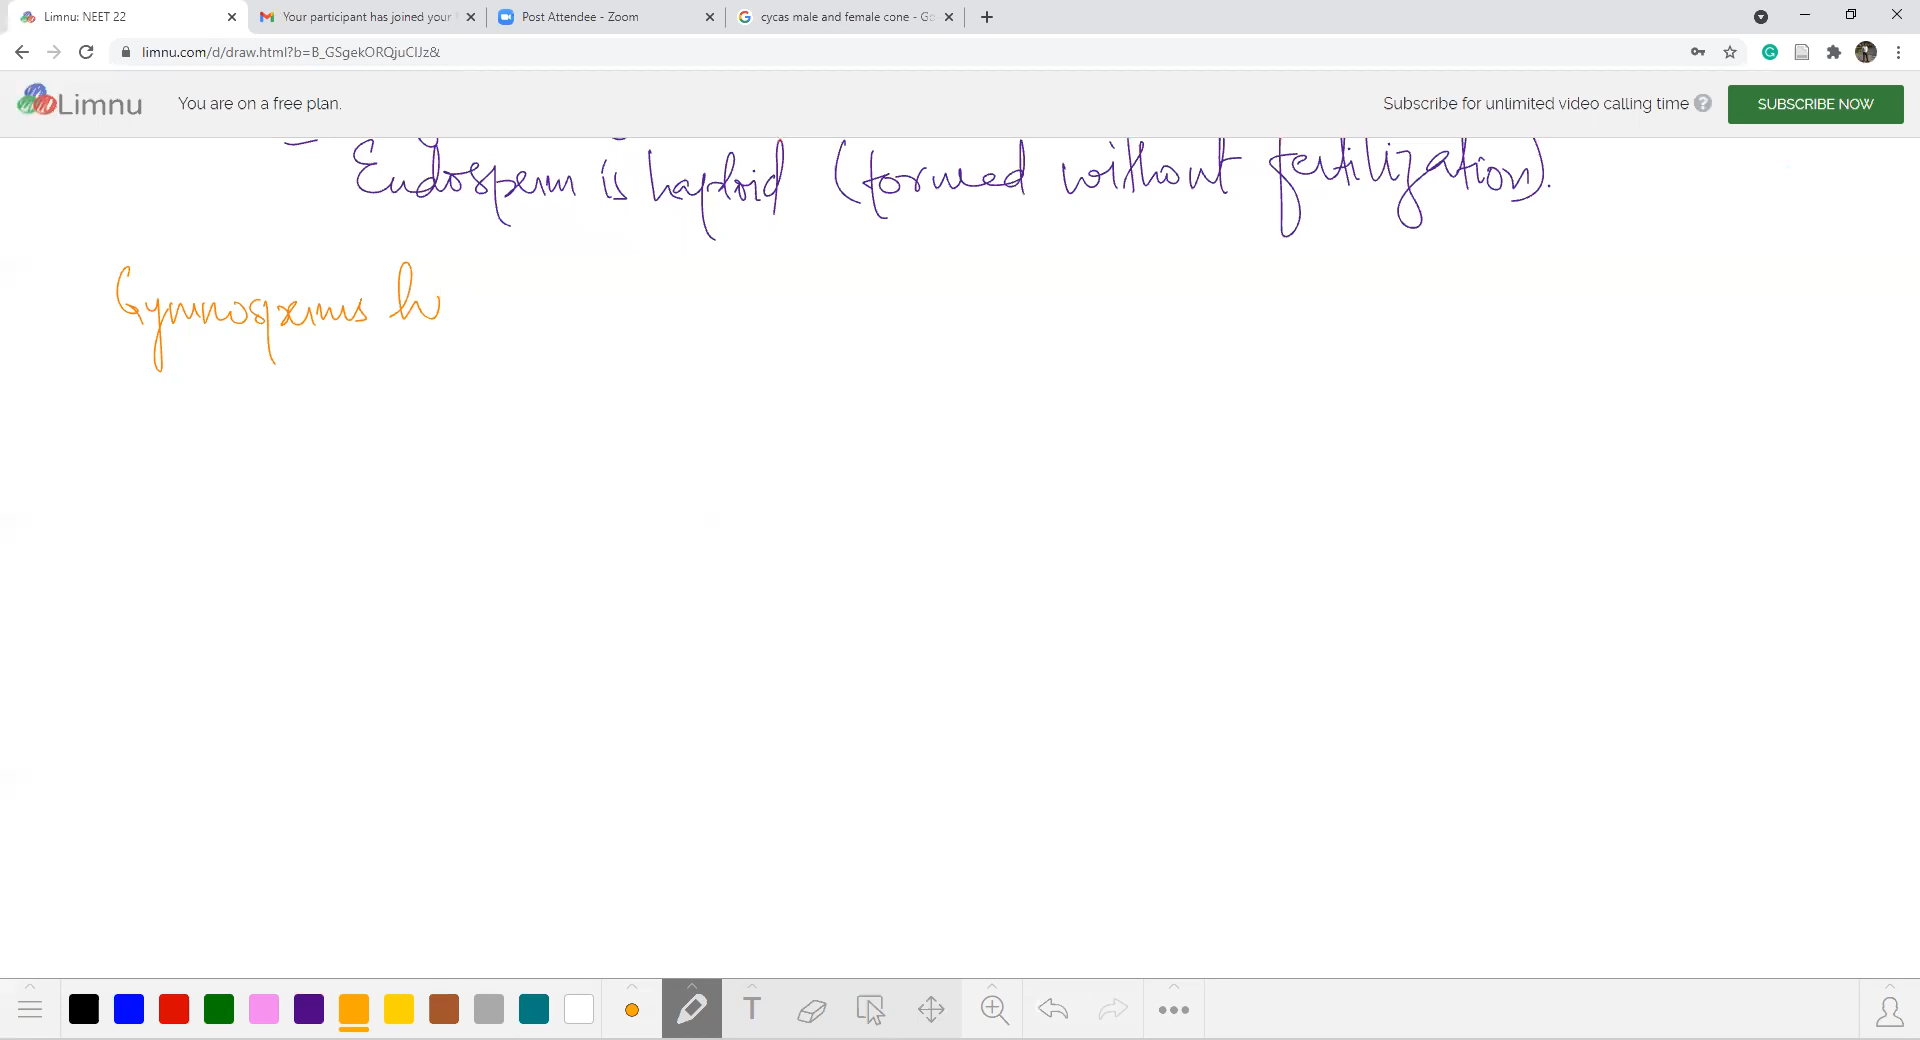 Limnu: NEET 22
Your participant has joined your
Post Attendee - Zoom
cycas male and female cone - Go
limnu.com/d/draw.html?b=B_GSgekORQjuClJz&
Limnu
You are on a free plan.
Subscribe for unlimited video calling time ?
SUBSCRIBE NOW
Endosperm is haploid (formed without fertilization).
Gymnosperms h
T